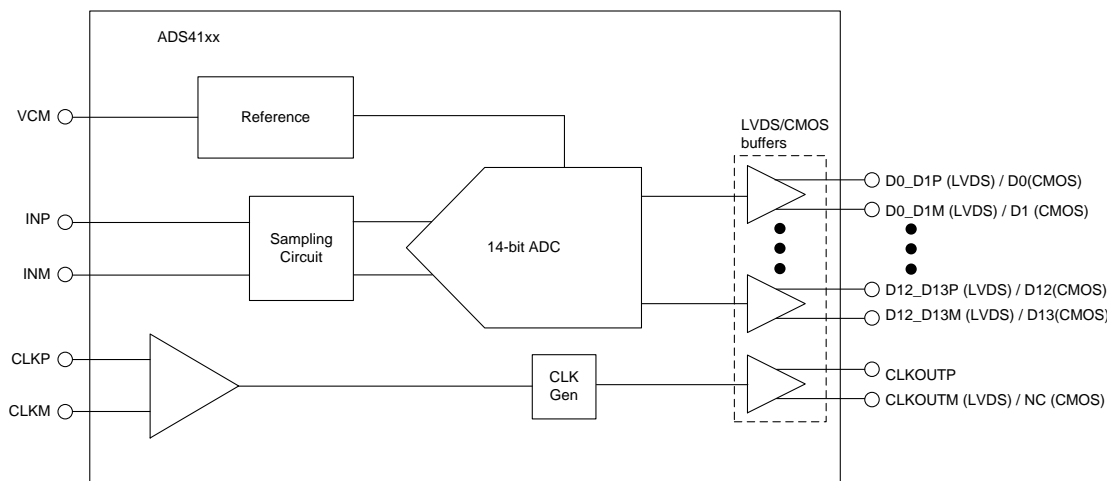 ADS41xx
VCM
Reference
LVDS/CMOS
buffers
D0_D1P (LVDS) / D0(CMOS)
INP
D0_D1M (LVDS) / D1 (CMOS)
Sampling
Circuit
14-bit ADC
INM
D12_D13P (LVDS) / D12(CMOS)
D12_D13M (LVDS) / D13(CMOS)
CLKP
CLK
Gen
CLKOUTP
CLKM
CLKOUTM (LVDS) / NC (CMOS)